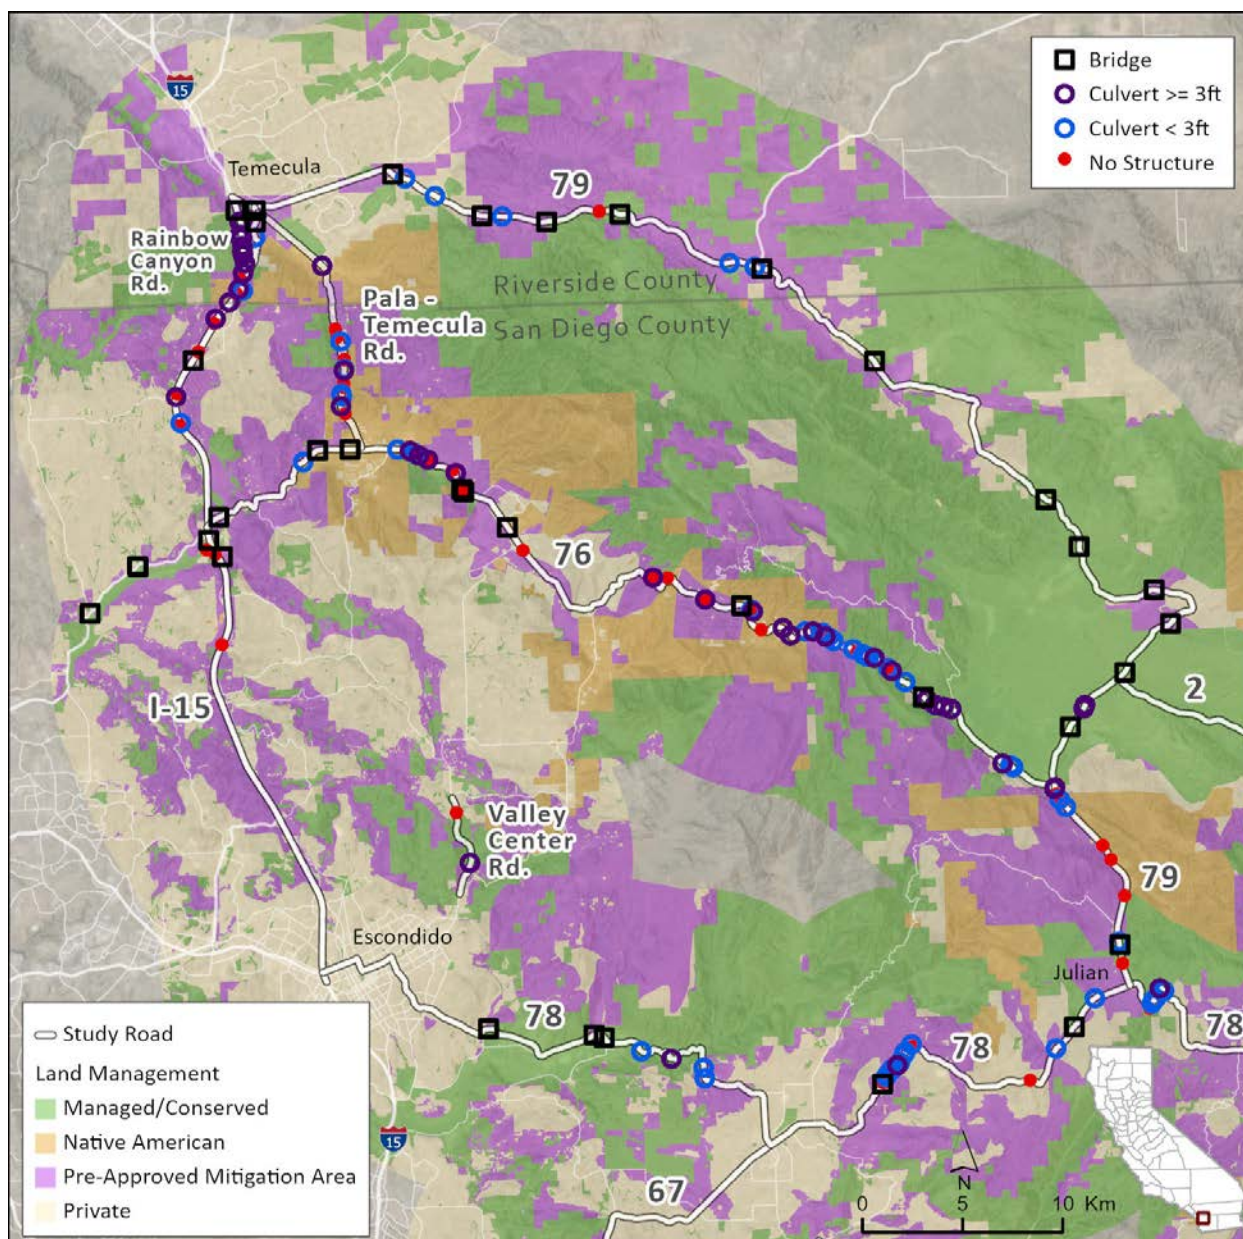 15
Bridge
Culvert >= 3ft
Culvert < 3ft
No Structure
Temecula
79
Rainbow
Canyon
Rd.
Riverside County
San Diego County
Pala -
Temecula
Rd.
76
I-15
2
Valley
Center
Rd.
79
Escondido
Julian
78
78
78
15
67
Study Road
Land Management
Managed/Conserved
Native American
Pre-Approved Mitigation Area
Private
N
0 5 10 Km